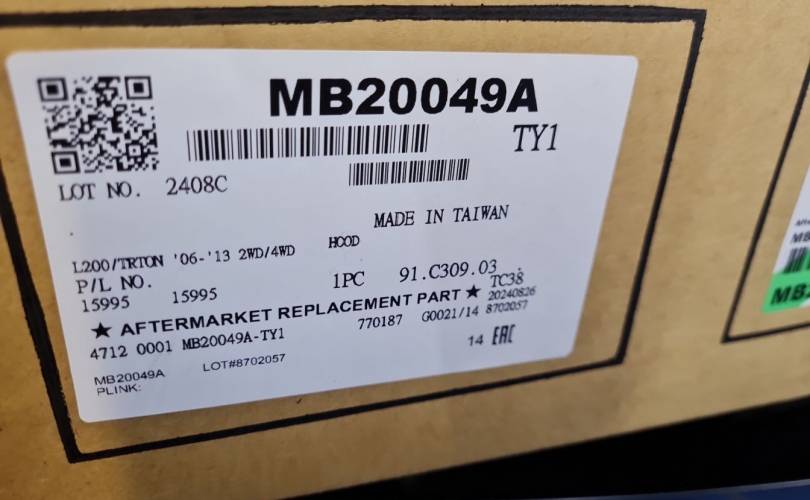 MB20049A
TY1
LOT NO. 2408C
MADE IN TAIWAN
L200/TRTON '06-'13 2WD/4WD HOOD
P/L NO. 1PC 91.C309.03
15995 15995 TC38
★ AFTERMARKET REPLACEMENT PART ★ 20240826
4712 0001 MB20049A-TY1 770187 G0021/14 8702057
14 EAC
MB20049A LOT#8702057
PLINK: